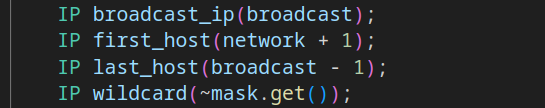 IP broadcast_ip(broadcast);
IP first_host(network + 1);
IP last_host(broadcast - 1);
IP wildcard(~mask.get());